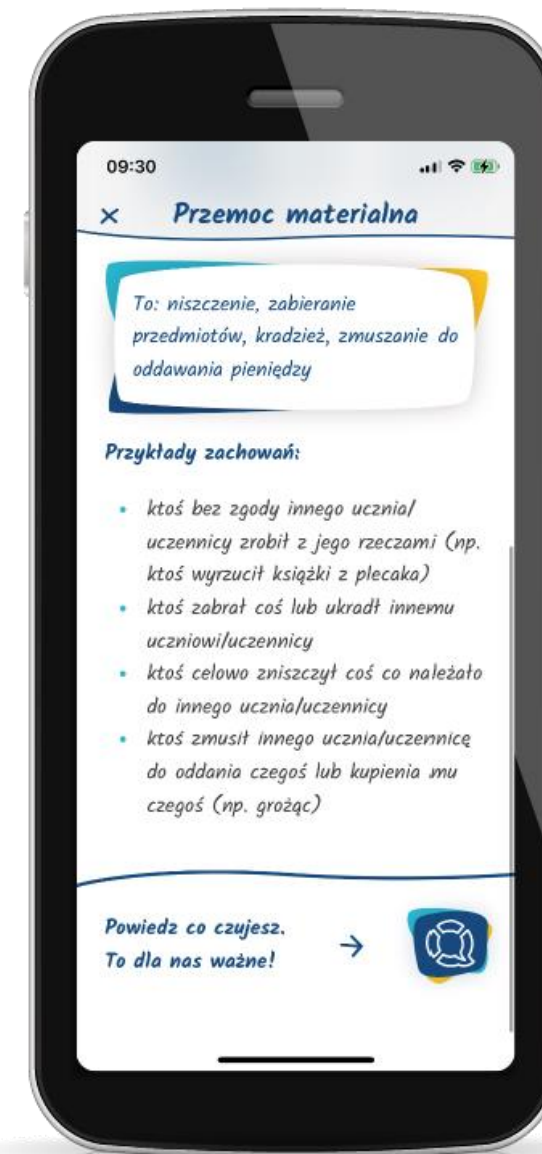 09:30
Przemoc materialna
To: niszczenie, zabieranie
przedmiotów, kradzież, zmuszanie do
oddawania pieniędzy
Przykłady zachowań:
ktoś bez zgody innego ucznia/
uczennicy zrobił z jego rzeczami (np.
ktoś wyrzucił książki z plecaka)
ktoś zabrał coś lub ukradł innemu
uczniowi/uczennicy
ktoś celowo zniszczył coś co należało
do innego ucznia/uczennicy
ktoś zmusił innego ucznia/uczennicę
do oddania czegoś lub kupienia mu
czegoś (np. grożąc)
Powiedz co czujesz.
To dla nas ważne!